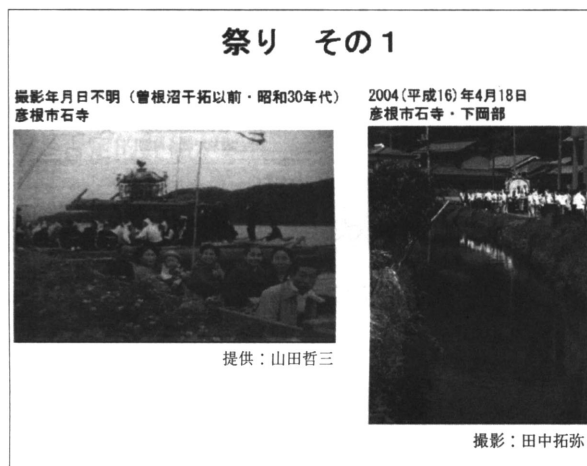 祭り その1
撮影年月日不明（曽根沼干拓以前・昭和30年代）
彦根市石寺
提供：山田哲三
2004(平成16)年4月18日
彦根市石寺・下岡部
撮影：田中拓弥